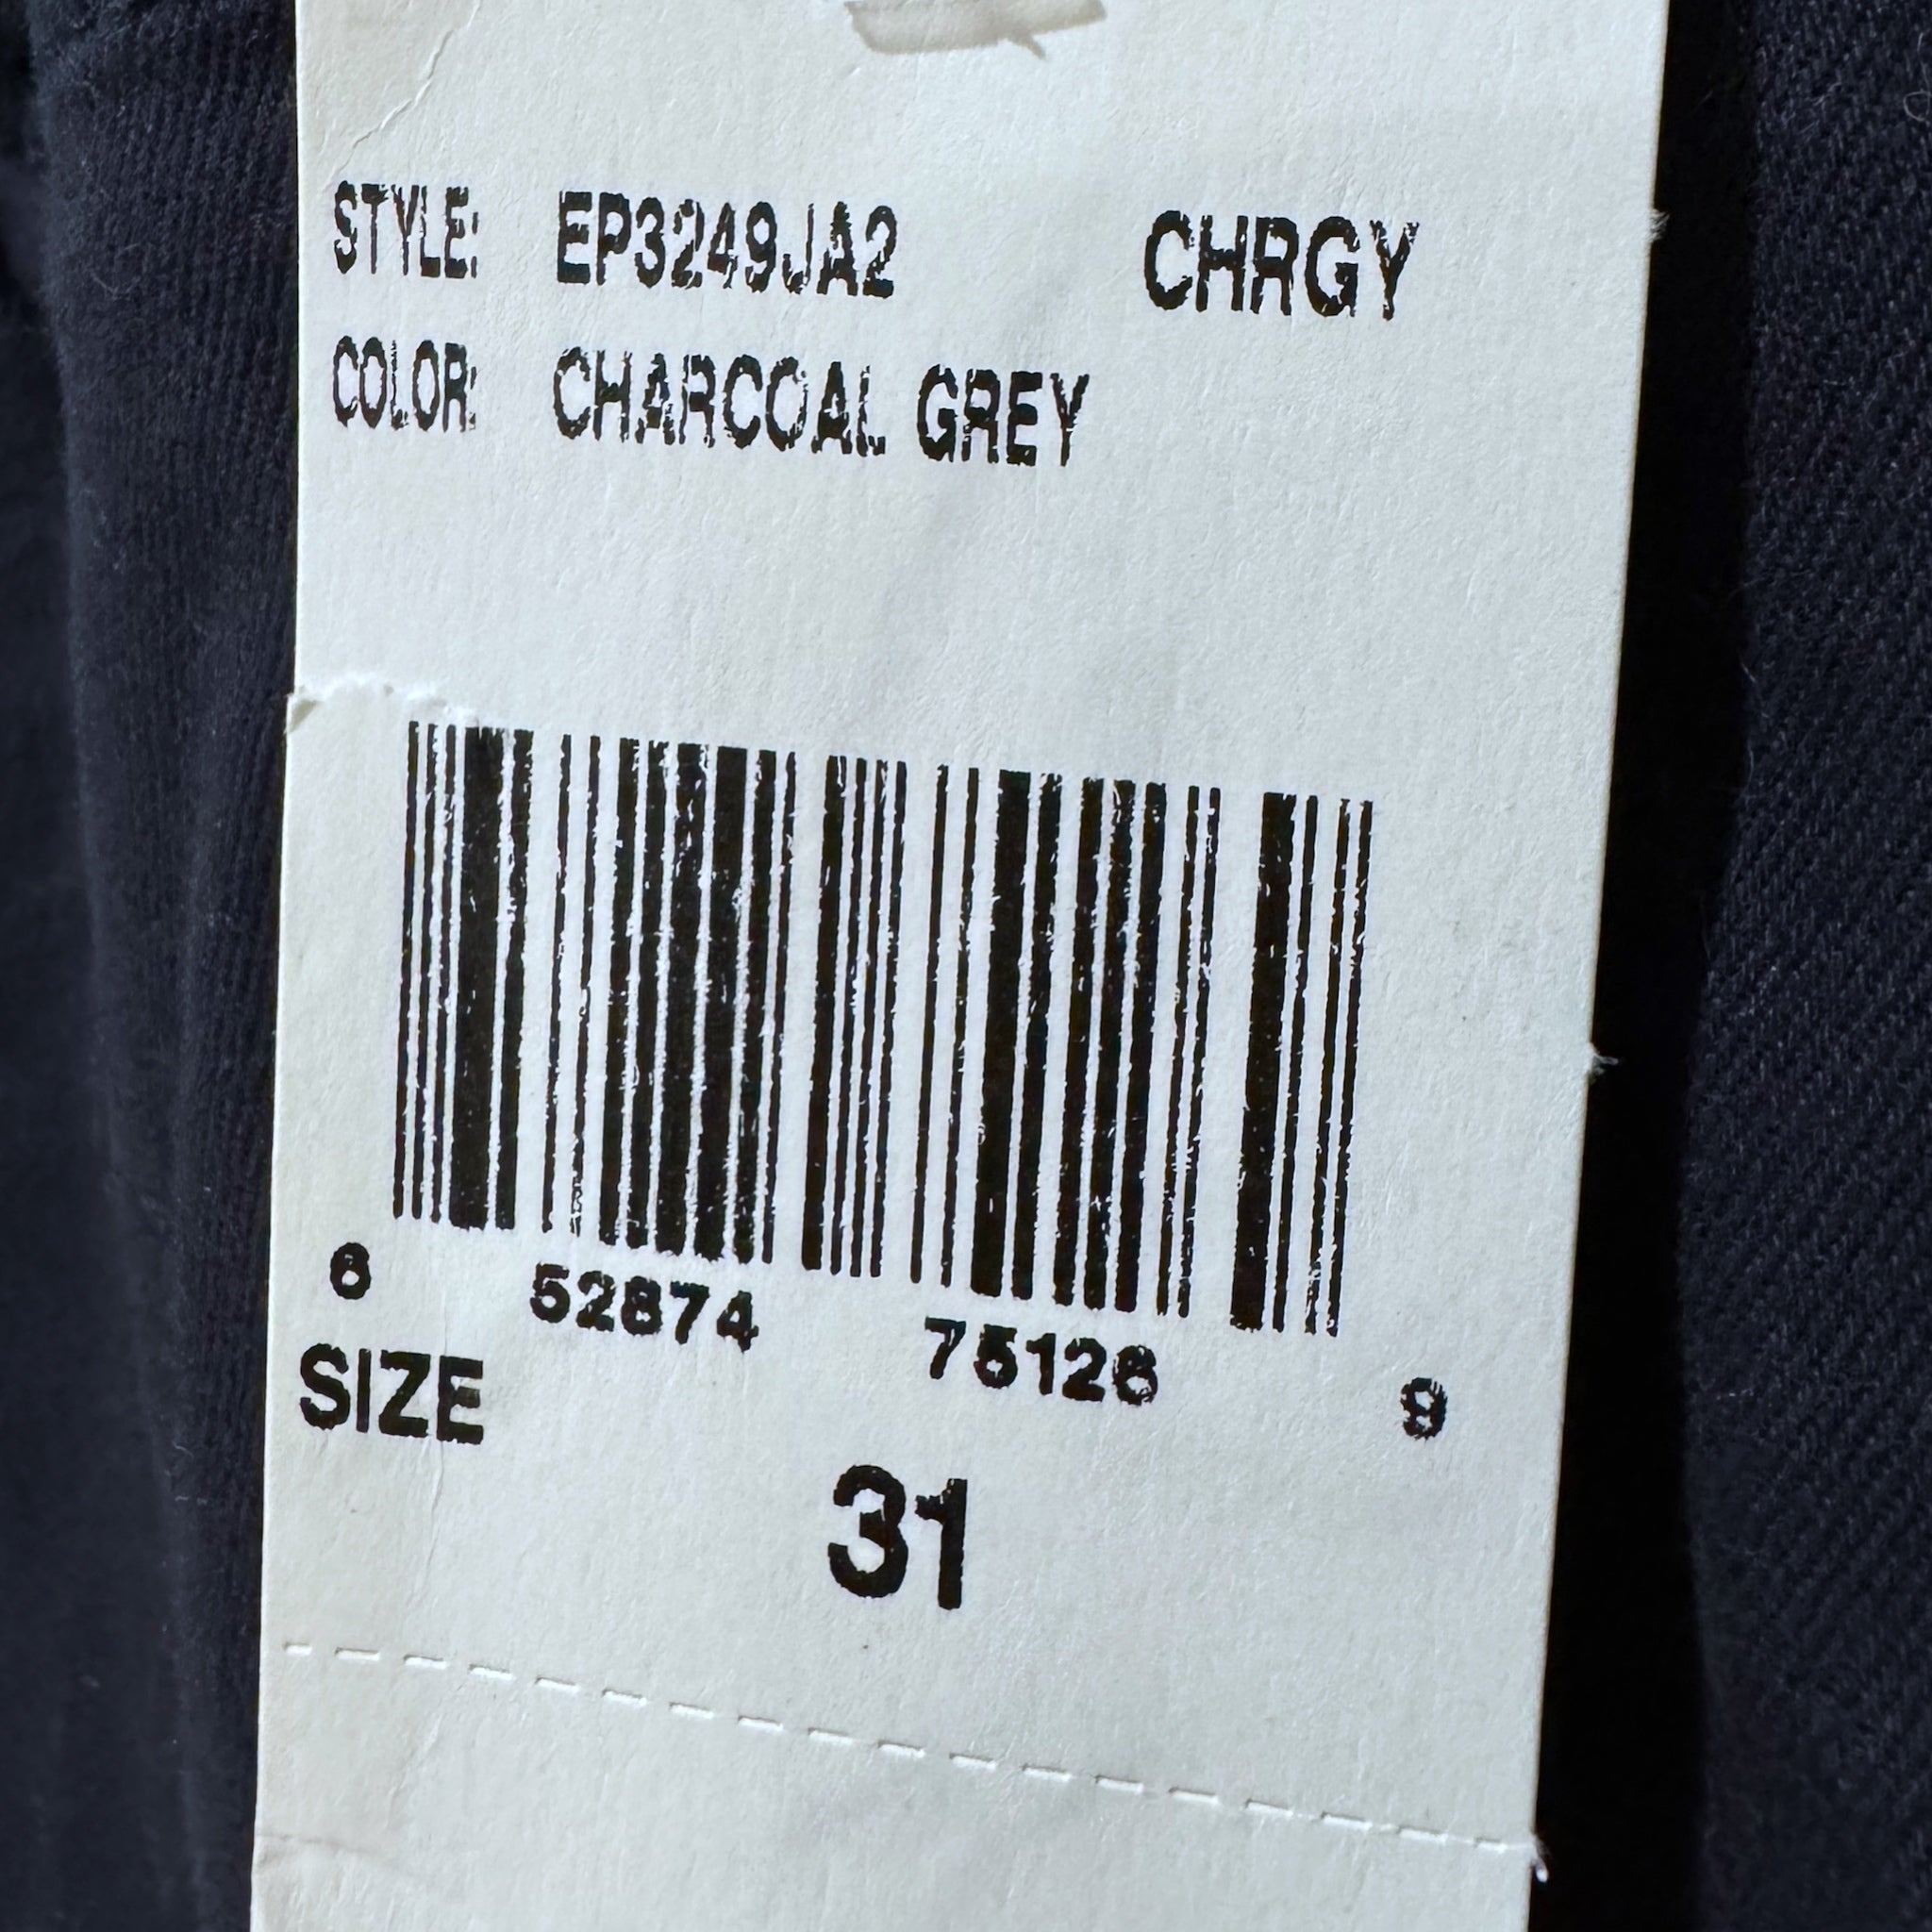 STYLE: EP3249JA2 CHRGY
COLOR: CHARCOAL GREY
6 52874 75126 9
SIZE
31